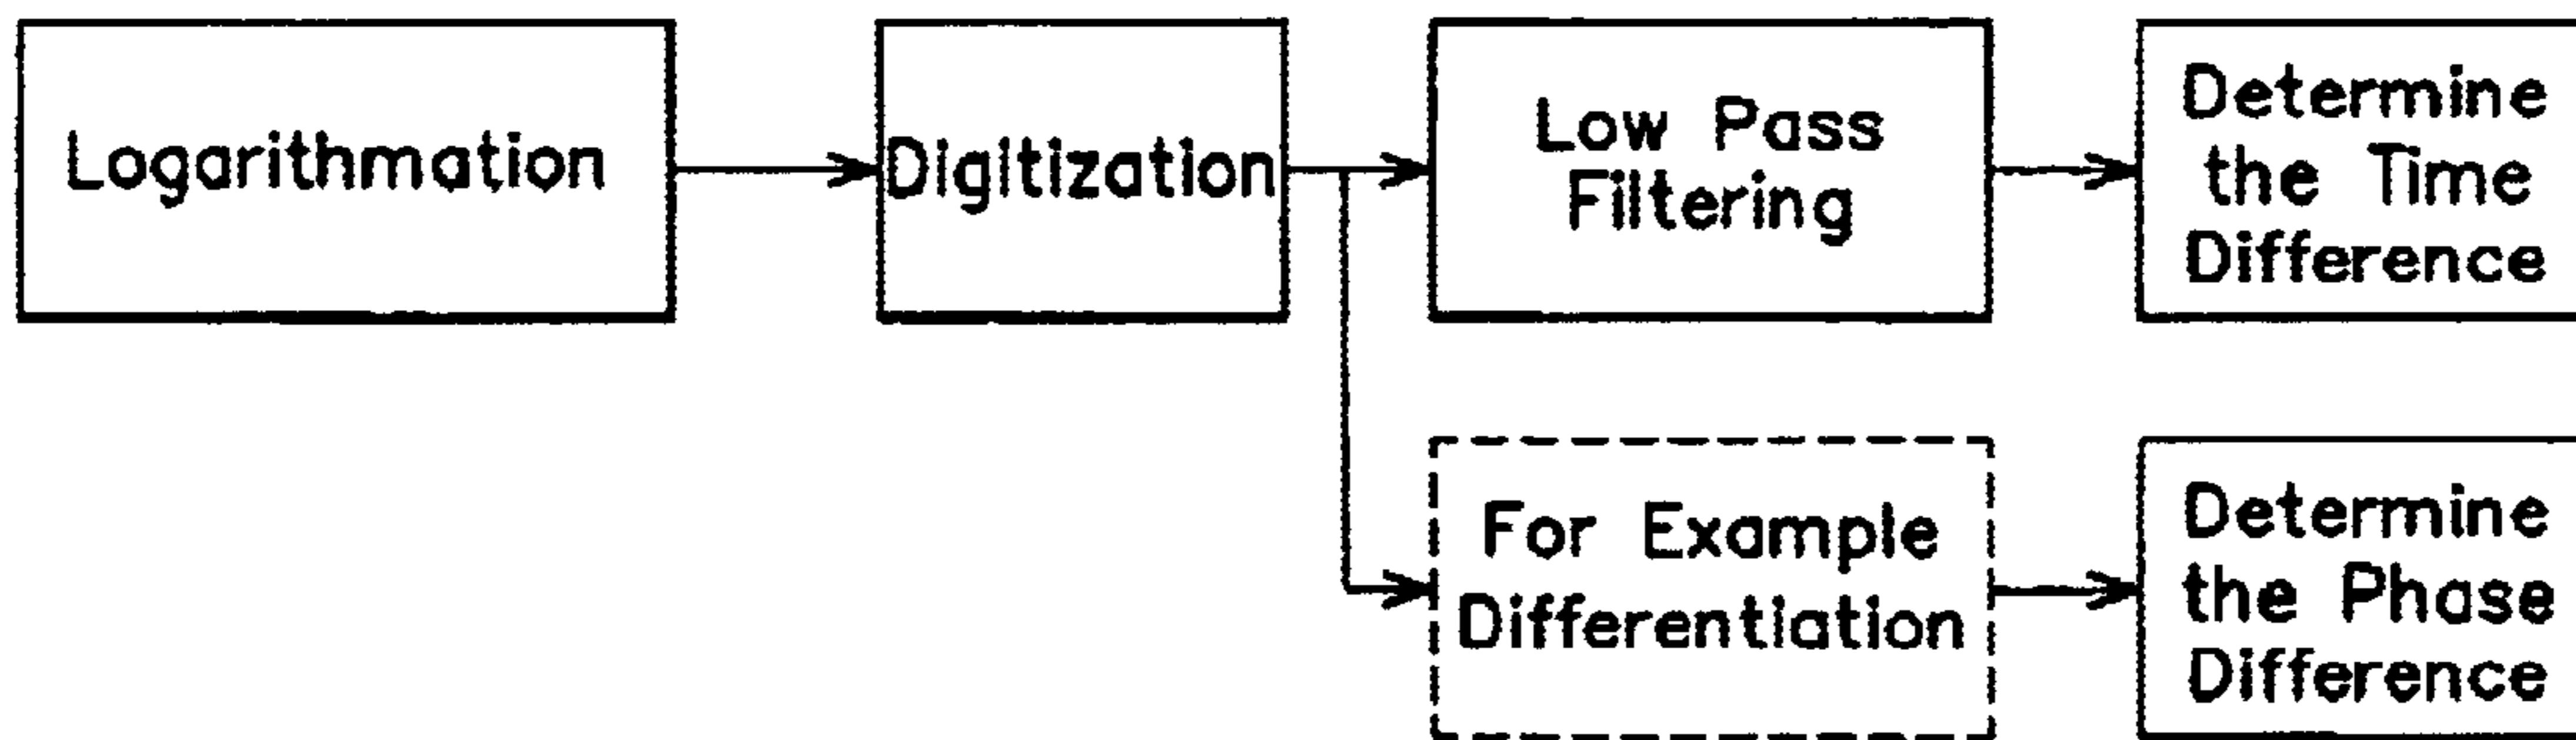 Logarithmation
Digitization
Low Pass
Filtering
Determine
the Time
Difference
For Example
Differentiation
Determine
the Phase
Difference